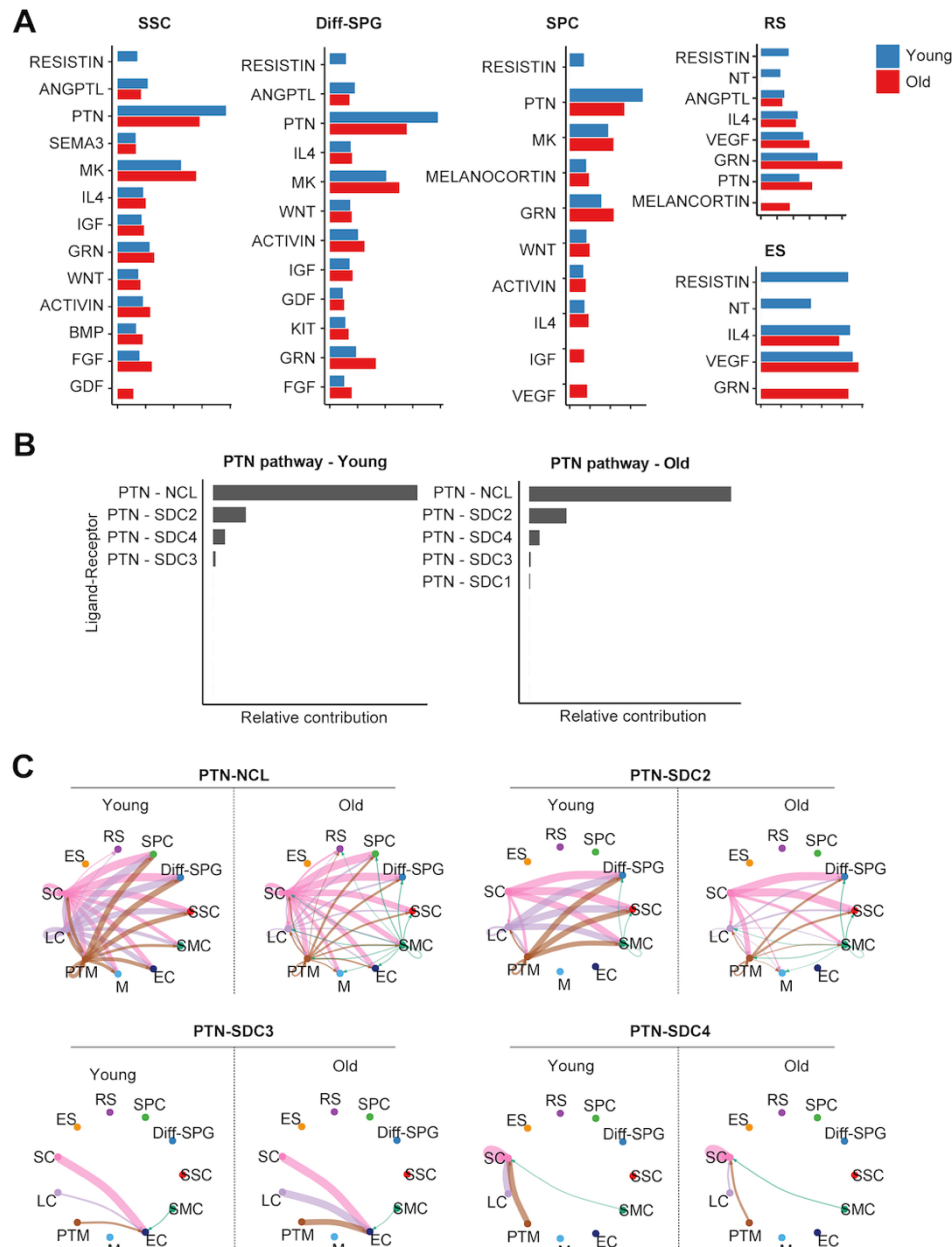 A
SSC
RESISTIN
ANGPTL
PTN
SEMA3
MK
IL4
IGF
GRN
WNT
ACTIVIN
BMP
FGF
GDF
Diff-SPG
RESISTIN
ANGPTL
PTN
IL4
MK
WNT
ACTIVIN
IGF
GDF
KIT
GRN
FGF
SPC
RESISTIN
PTN
MK
MELANOCORTIN
GRN
WNT
ACTIVIN
IL4
IGF
VEGF
RS
RESISTIN
NT
ANGPTL
IL4
VEGF
GRN
PTN
MELANCORTIN
ES
RESISTIN
NT
IL4
VEGF
GRN
Young
Old
B
PTN pathway - Young
Ligand-Receptor
PTN - NCL
PTN - SDC2
PTN - SDC4
PTN - SDC3
Relative contribution
PTN pathway - Old
PTN - NCL
PTN - SDC2
PTN - SDC4
PTN - SDC3
PTN - SDC1
Relative contribution
C
PTN-NCL
Young
RS
SPC
ES
Diff-SPG
SC
SSC
LC
SMC
PTM
M
EC
Old
RS
SPC
ES
Diff-SPG
SC
SSC
LC
SMC
PTM
M
EC
PTN-SDC2
Young
RS
SPC
ES
Diff-SPG
SC
SSC
LC
SMC
PTM
M
EC
Old
RS
SPC
ES
Diff-SPG
SC
SSC
LC
SMC
PTM
M
EC
PTN-SDC3
Young
RS
SPC
ES
Diff-SPG
SC
SSC
LC
SMC
PTM
M
EC
Old
RS
SPC
ES
Diff-SPG
SC
SSC
LC
SMC
PTM
M
EC
PTN-SDC4
Young
RS
SPC
ES
Diff-SPG
SC
SSC
LC
SMC
PTM
M
EC
Old
RS
SPC
ES
Diff-SPG
SC
SSC
LC
SMC
PTM
M
EC